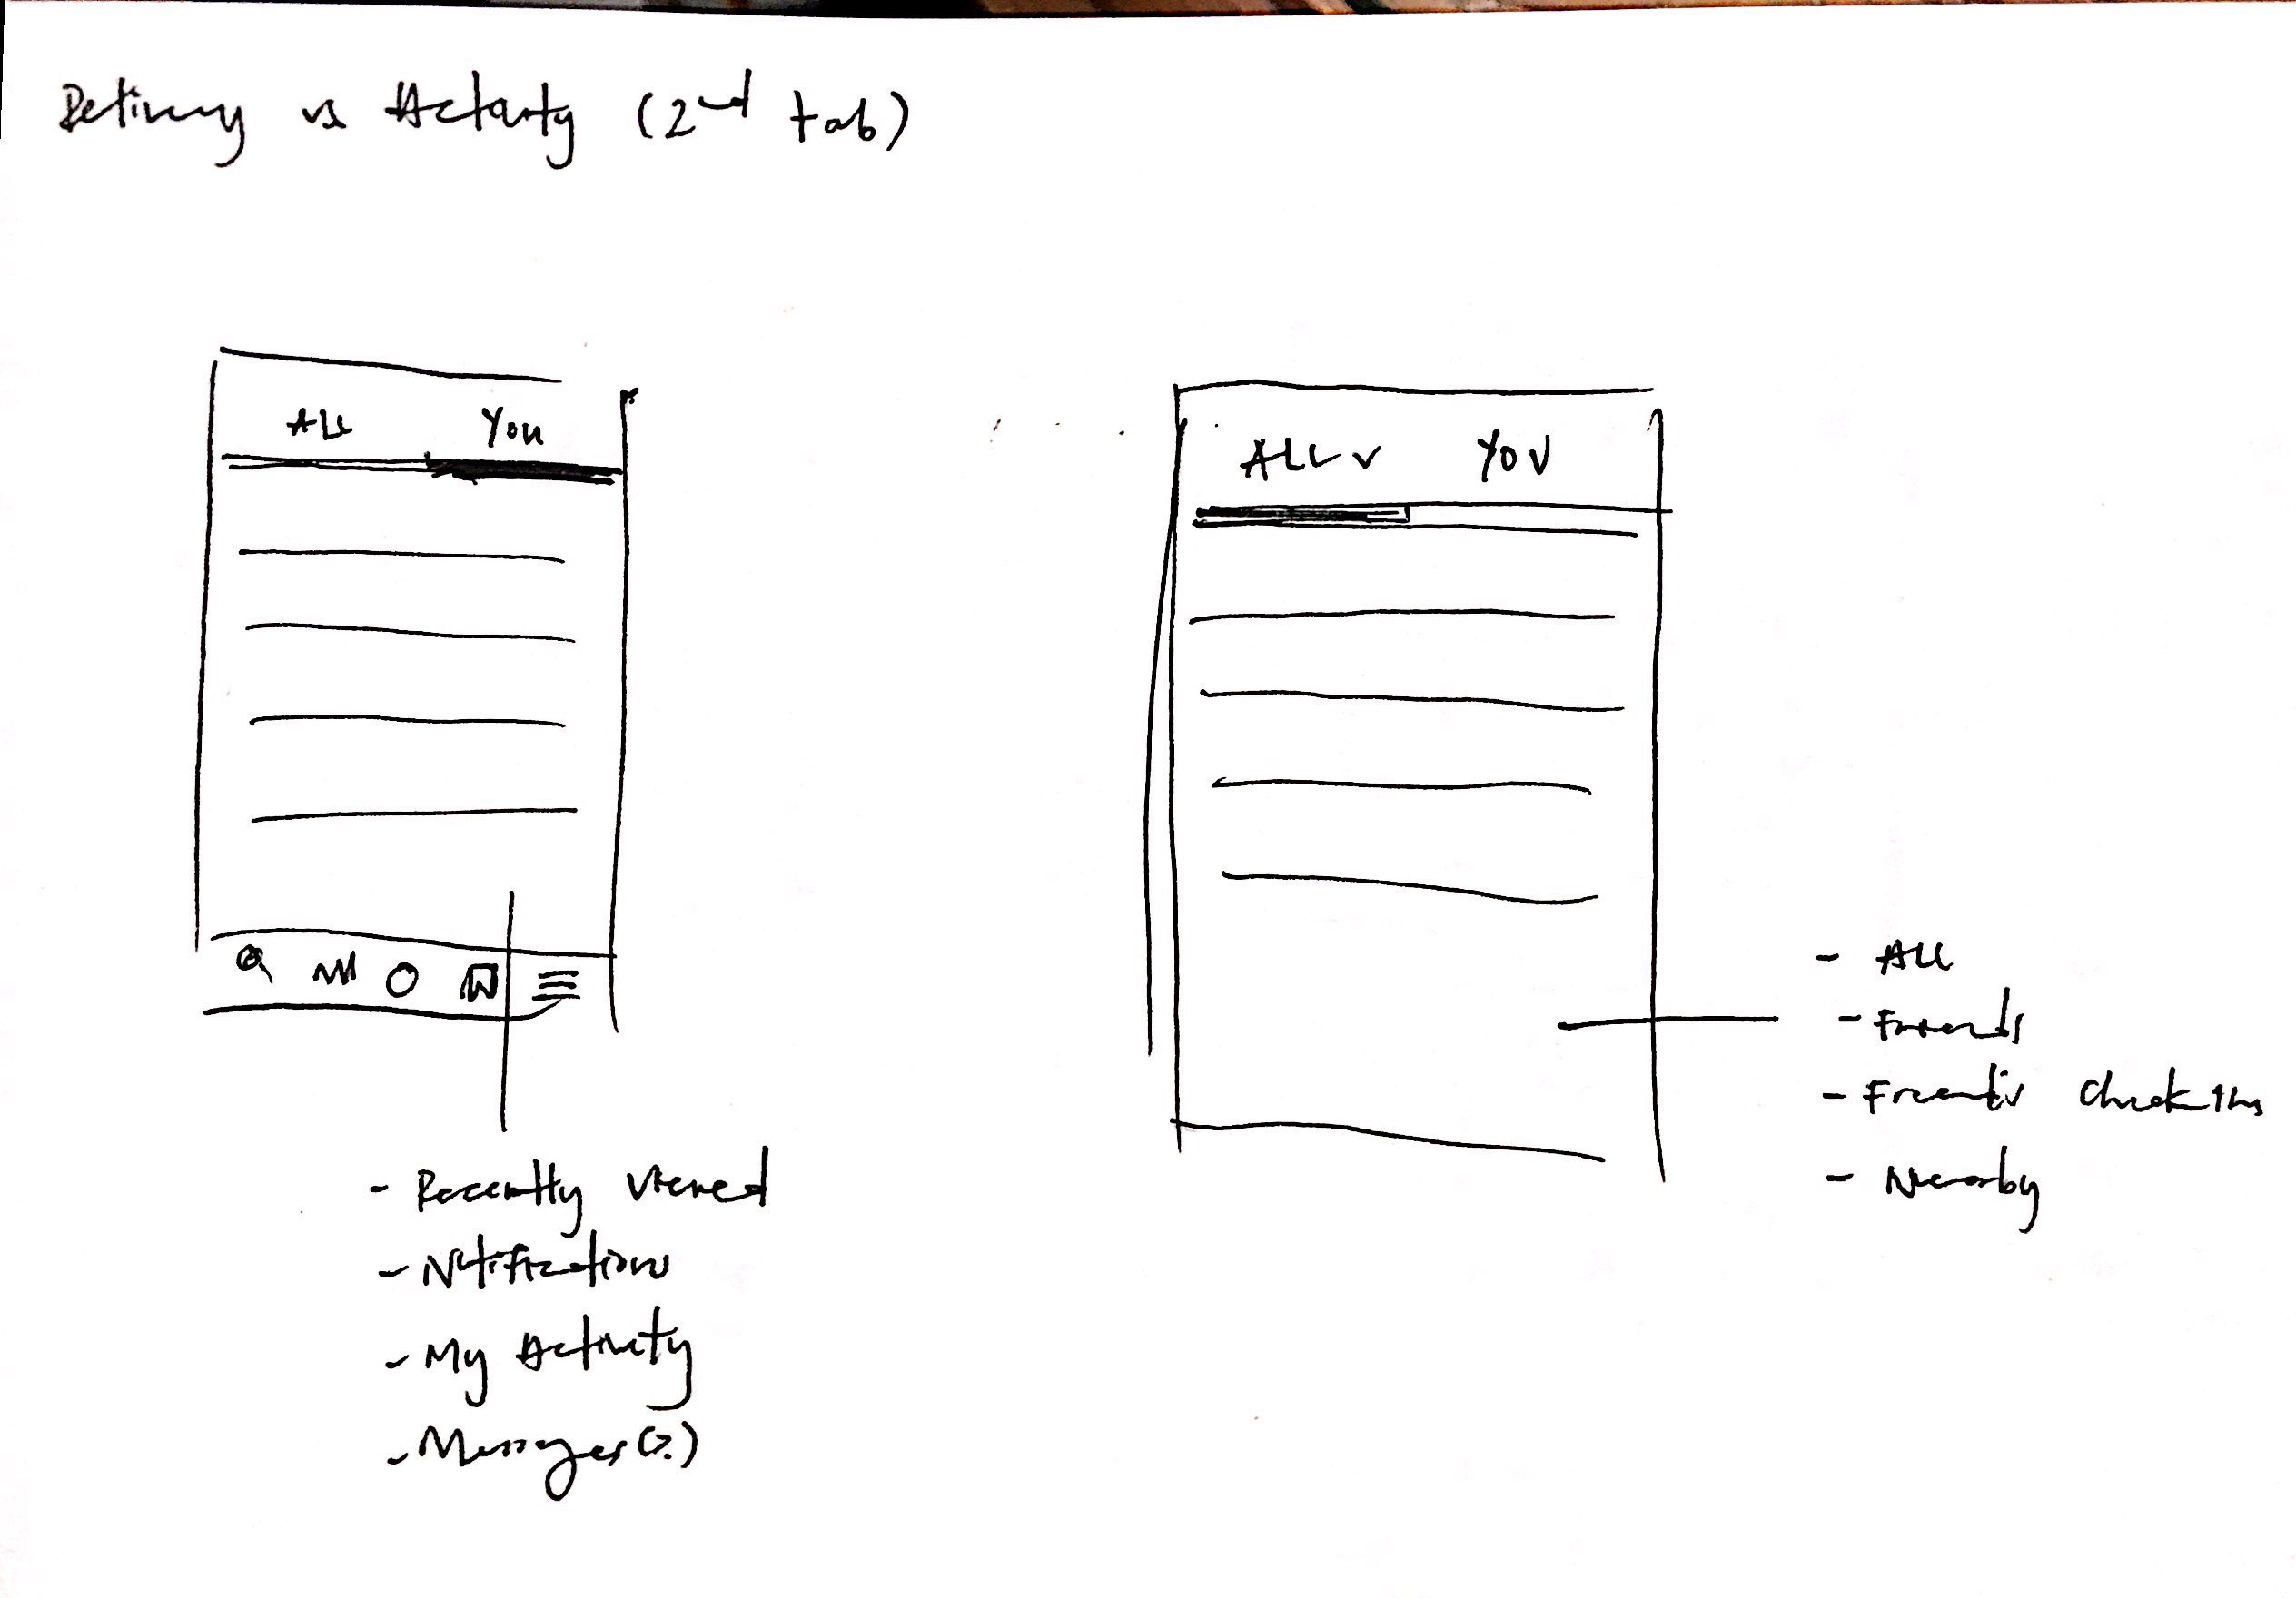 Delivery vs Activity (2nd tab)
ALL You
ALL v YOU
- All
- Friends
- Friends Check Ins
- Nearby
- Recently Viewed
- Notifications
- My Activity
- Messages (?)